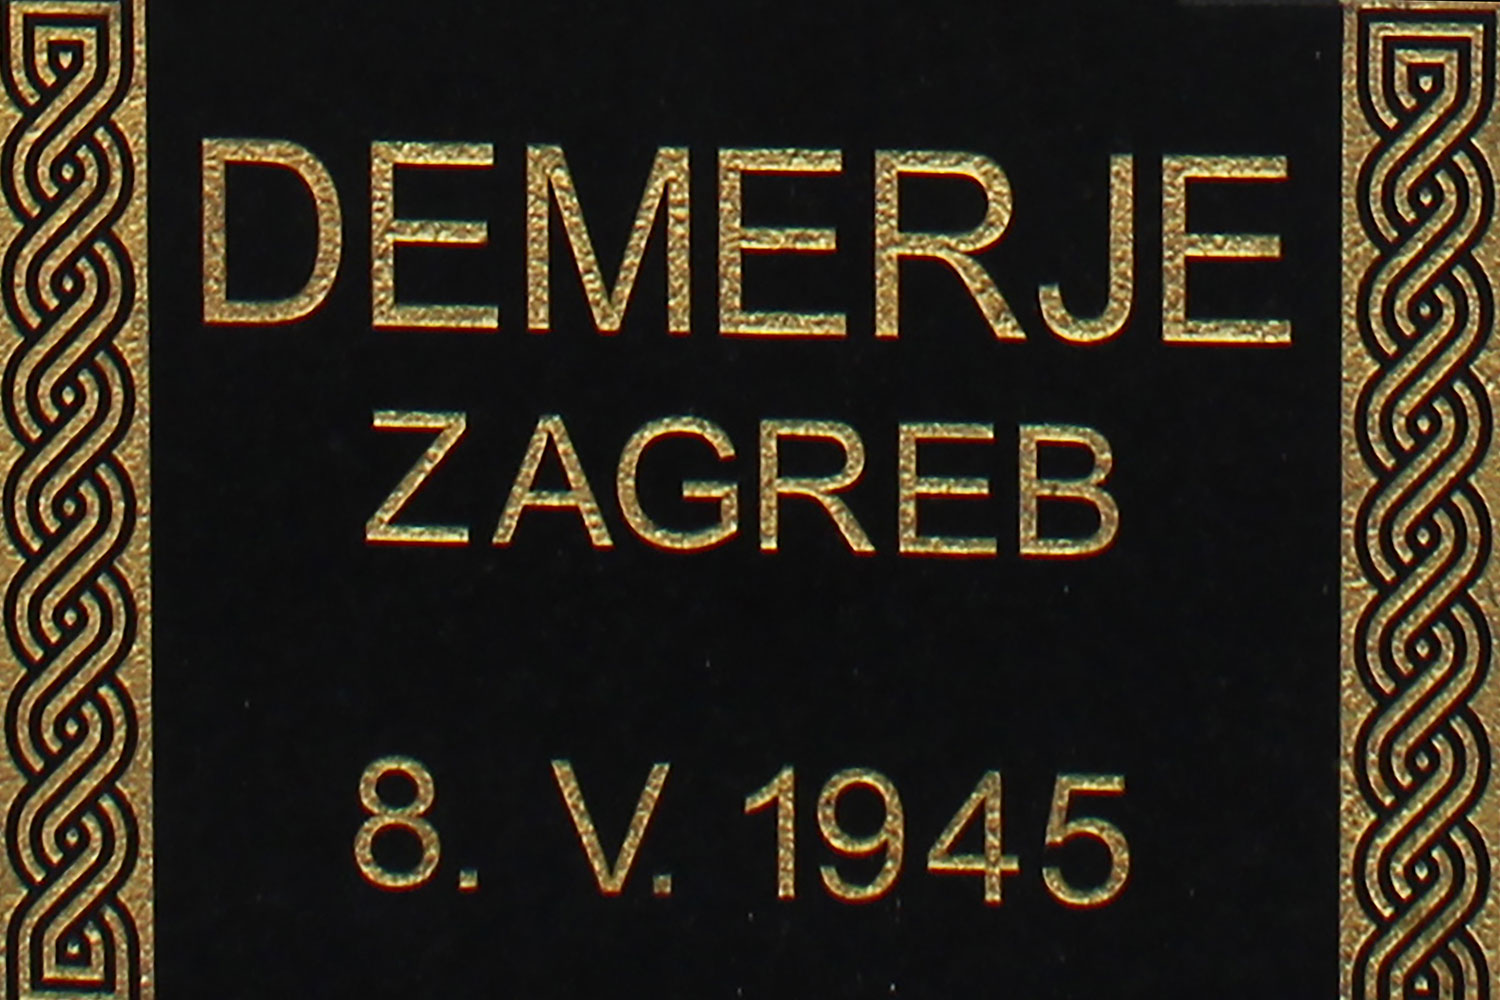 DEMERJE
ZAGREB
8. V. 1945